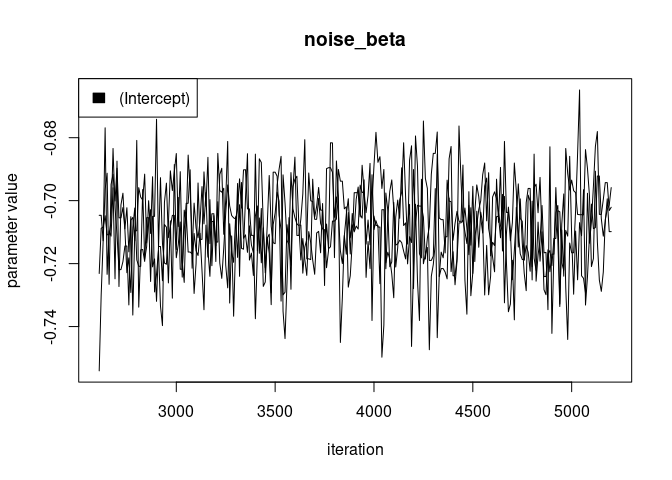 noise_beta
(Intercept)
parameter value
-0.68
-0.70
-0.72
-0.74
3000 3500 4000 4500 5000
iteration